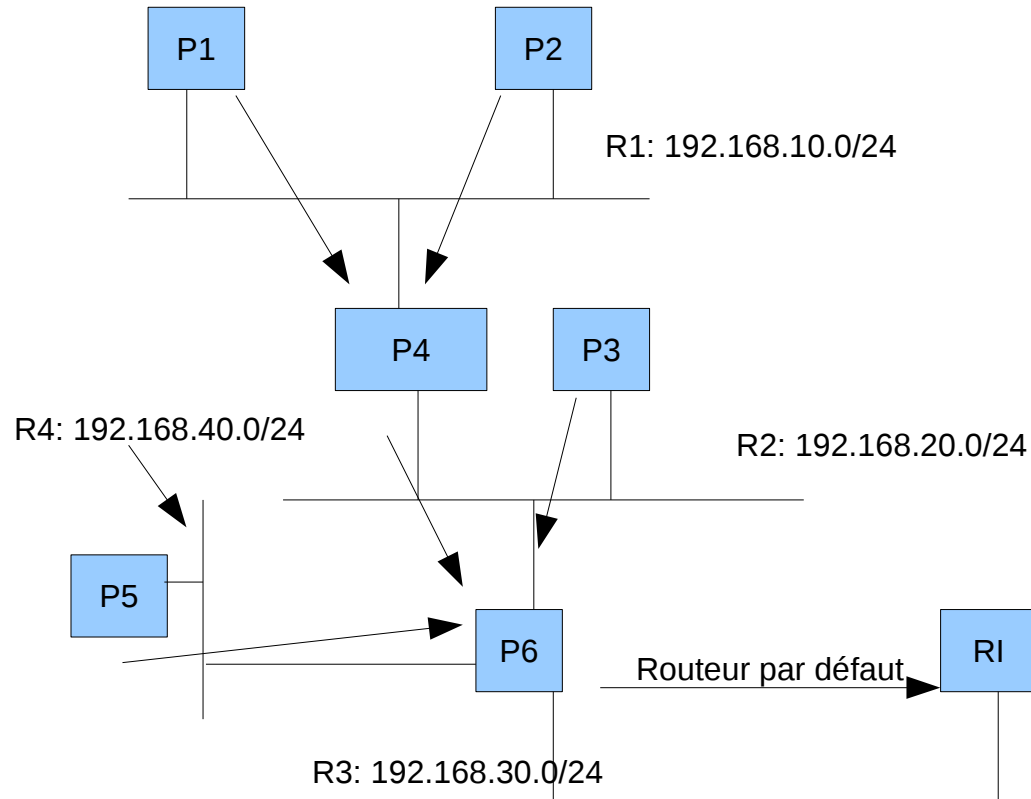 P1
P2
R1: 192.168.10.0/24
P4
P3
R4: 192.168.40.0/24
R2: 192.168.20.0/24
P5
P6
Routeur par défaut
RI
R3: 192.168.30.0/24